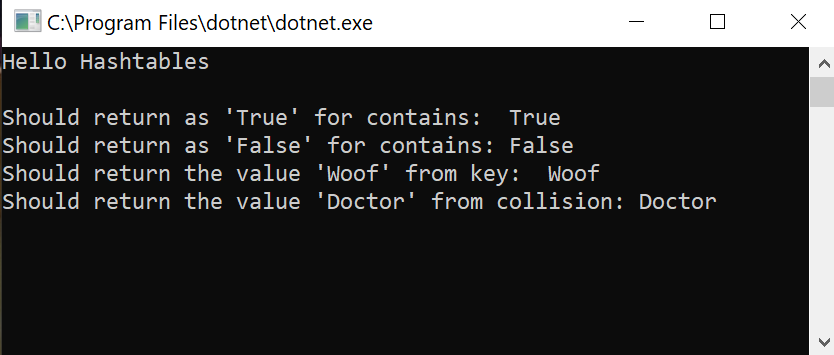 C:\Program Files\dotnet\dotnet.exe
Hello Hashtables
Should return as 'True' for contains:  True
Should return as 'False' for contains: False
Should return the value 'Woof' from key:  Woof
Should return the value 'Doctor' from collision: Doctor